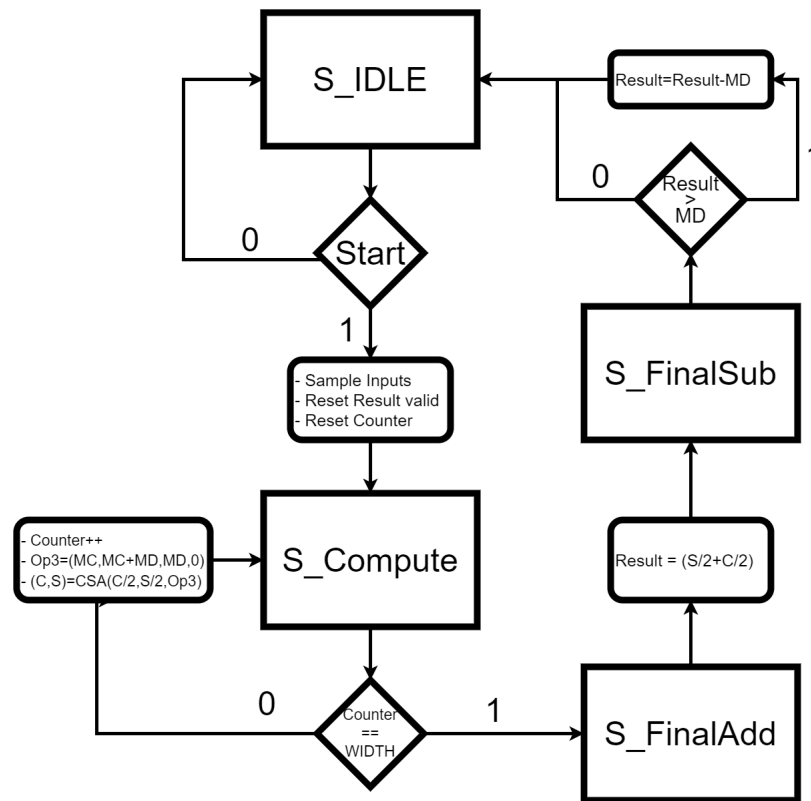 S_IDLE
Result=Result-MD
1
0
Result
>
MD
0
Start
1
S_FinalSub
- Sample Inputs
- Reset Result valid
- Reset Counter
- Counter++
- Op3=(MC,MC+MD,MD,0)
- (C,S)=CSA(C/2,S/2,Op3)
S_Compute
Result = (S/2+C/2)
0
Counter
==
WIDTH
1
S_FinalAdd